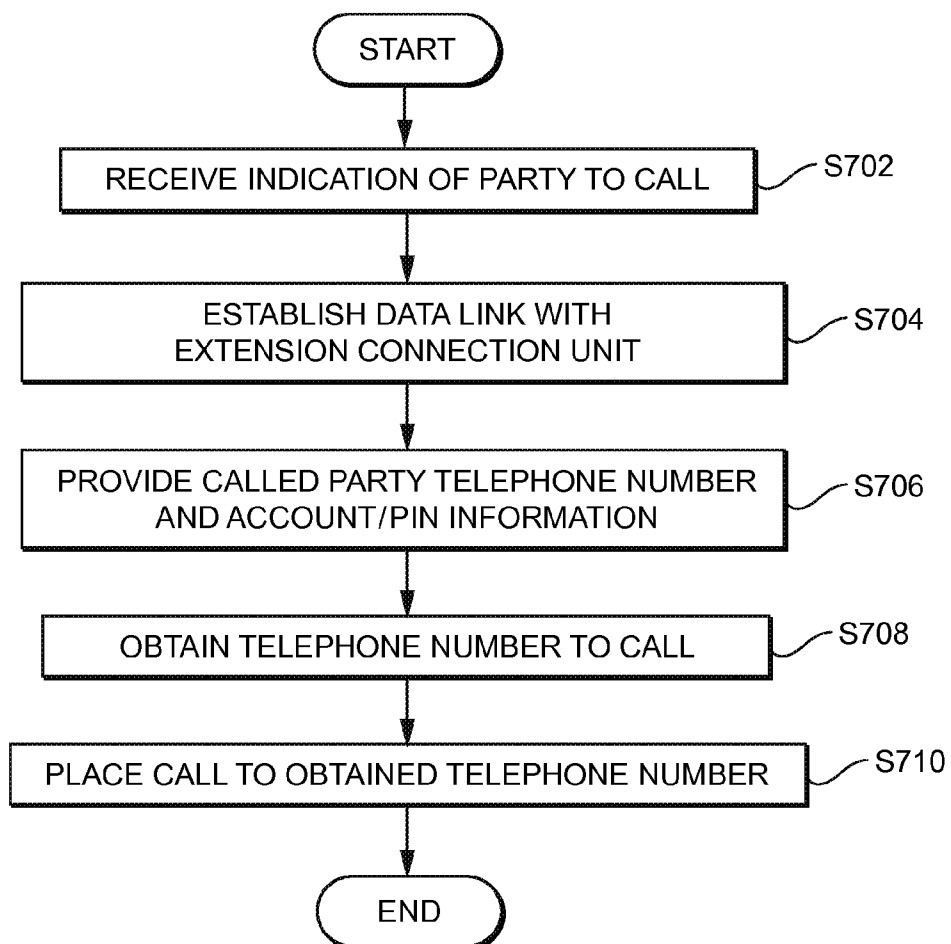 START
RECEIVE INDICATION OF PARTY TO CALL
S702
ESTABLISH DATA LINK WITH
EXTENSION CONNECTION UNIT
S704
PROVIDE CALLED PARTY TELEPHONE NUMBER
AND ACCOUNT/PIN INFORMATION
S706
OBTAIN TELEPHONE NUMBER TO CALL
S708
PLACE CALL TO OBTAINED TELEPHONE NUMBER
S710
END